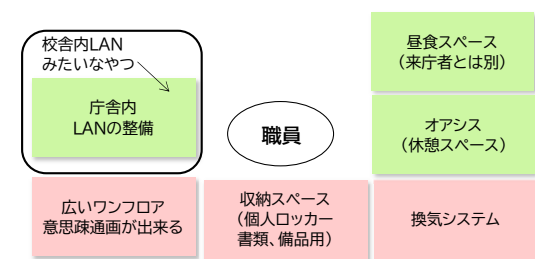 校舎内LAN
みたいなやつ
庁舎内
LANの整備
職員
昼食スペース
（来庁者とは別）
オアシス
（休憩スペース）
広いワンフロア
意思疎通画が出来る
収納スペース
（個人ロッカー
書類、備品用）
換気システム